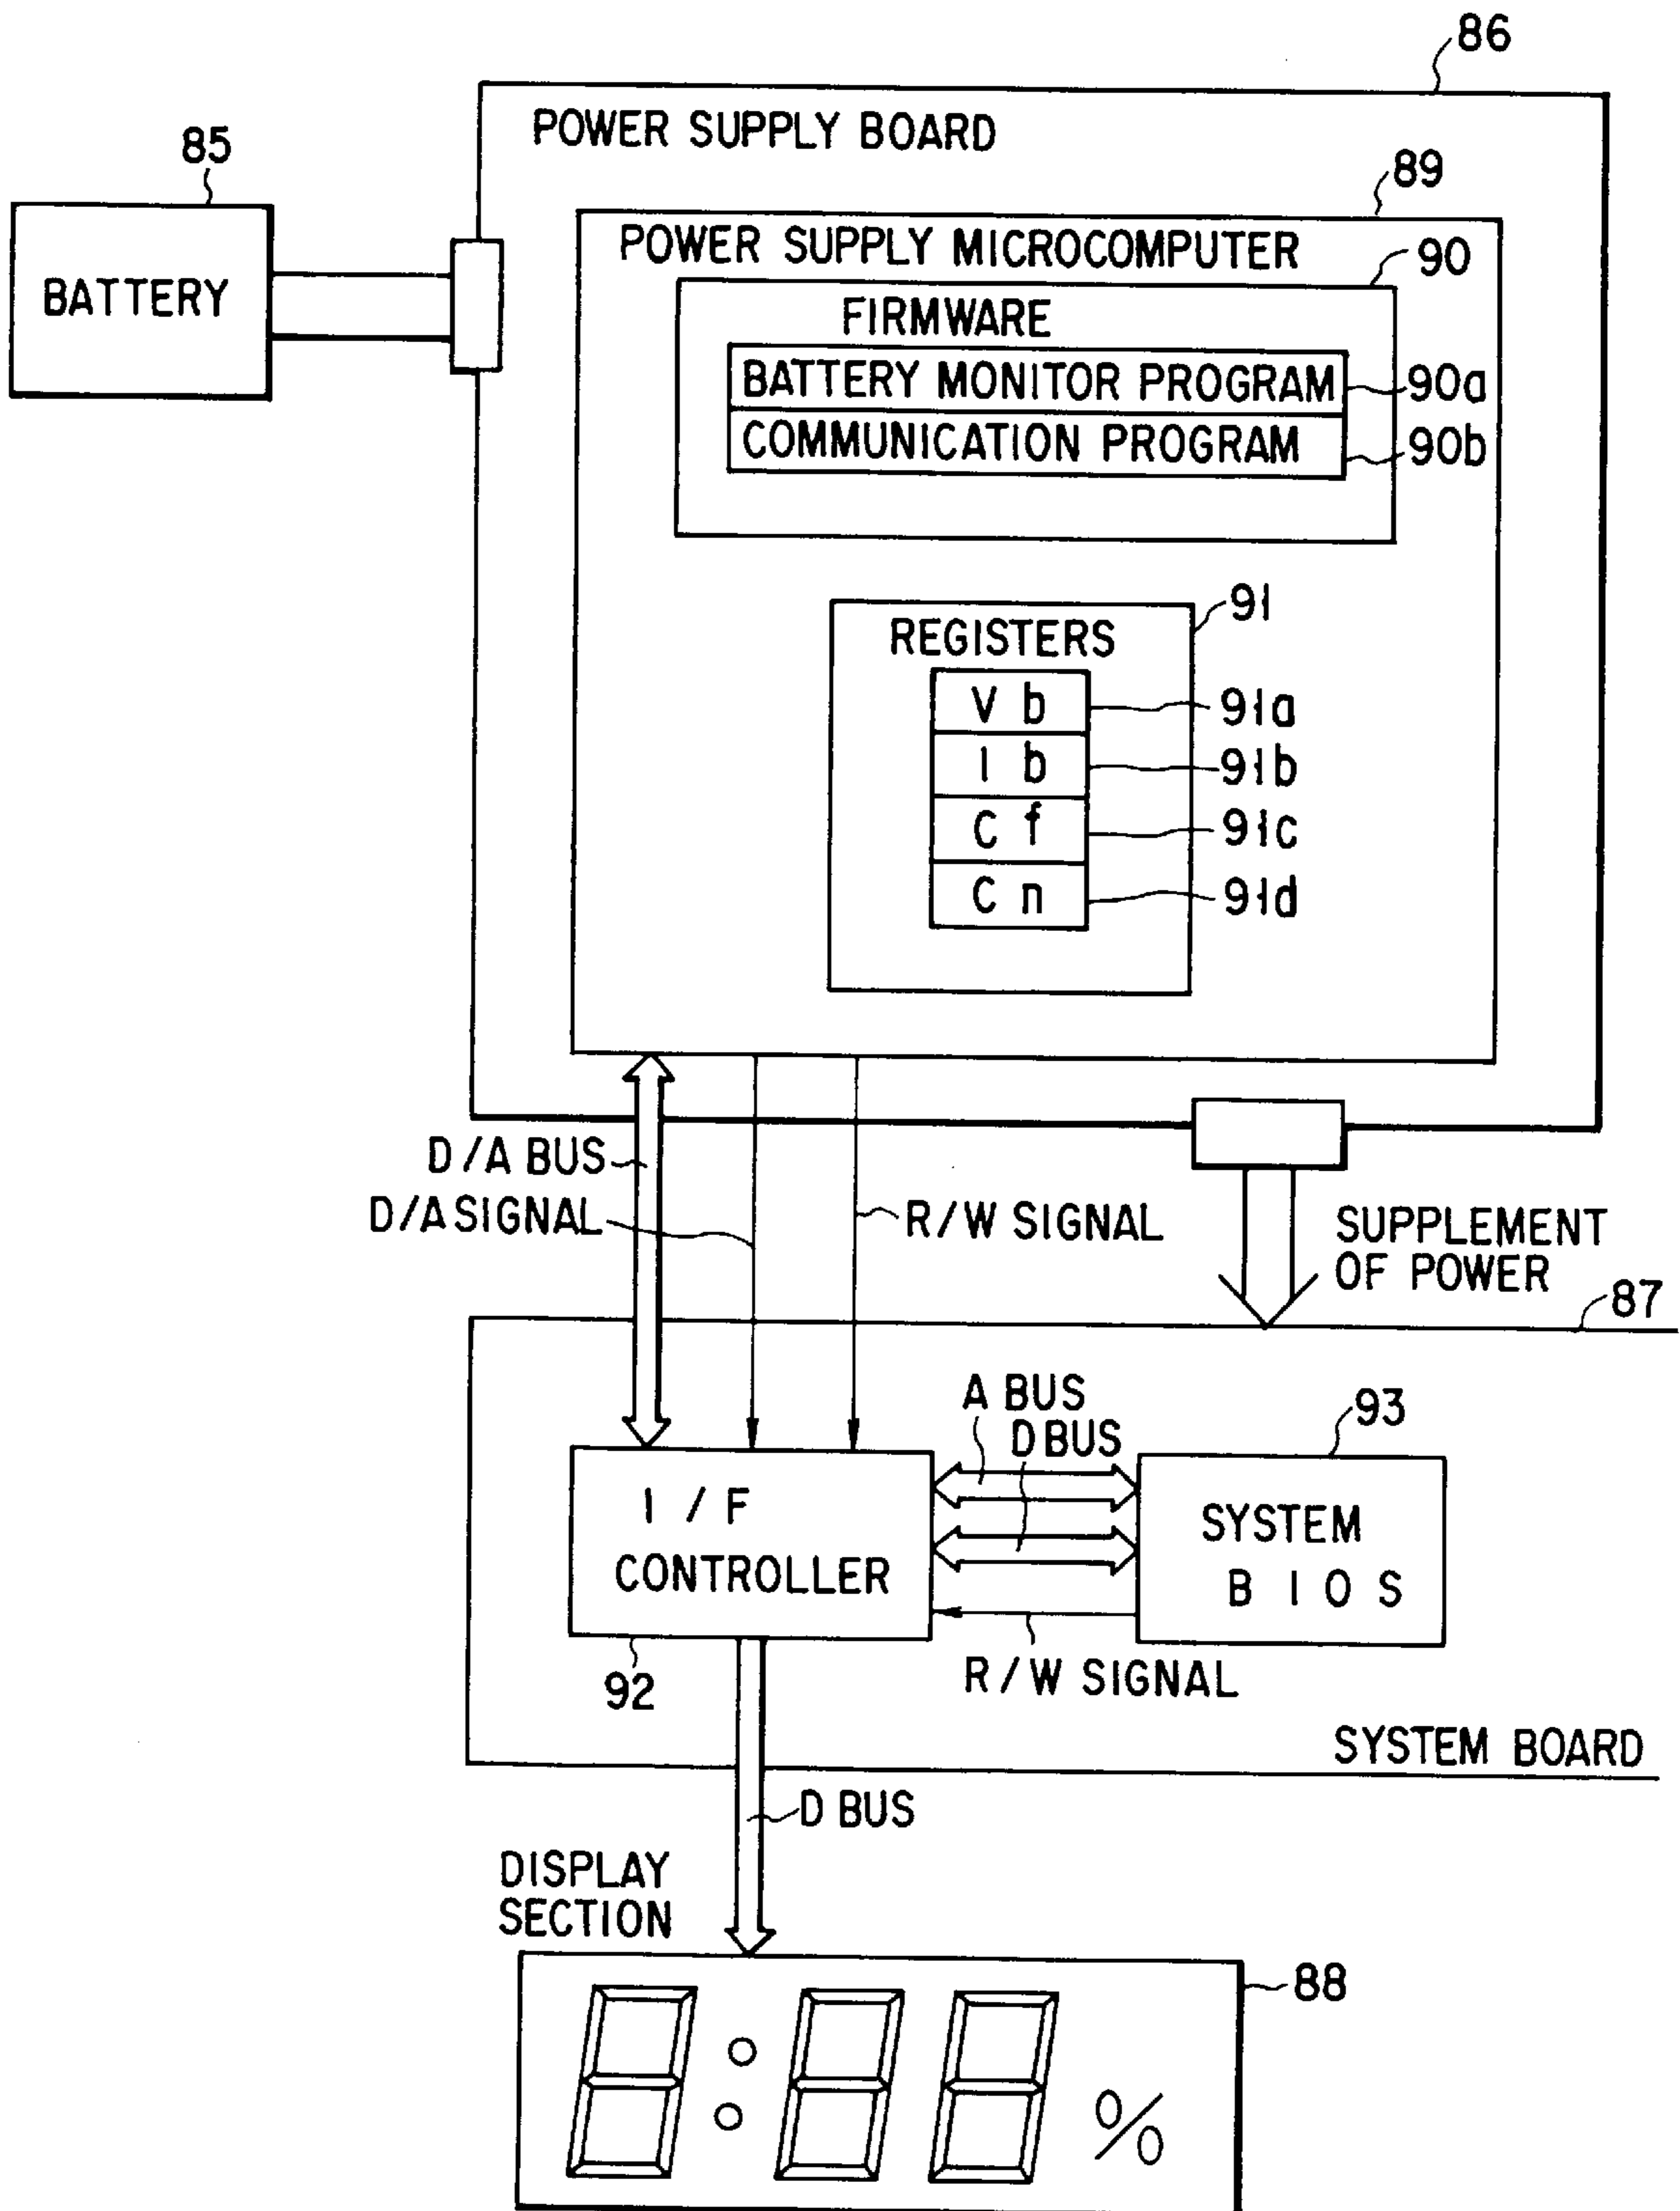 86
POWER SUPPLY BOARD
85
89
BATTERY
POWER SUPPLY MICROCOMPUTER
90
FIRMWARE
BATTERY MONITOR PROGRAM
90a
COMMUNICATION PROGRAM
90b
91
REGISTERS
V b
91a
I b
91b
C f
91c
C n
91d
D/A BUS
D/A SIGNAL
R/W SIGNAL
SUPPLEMENT
OF POWER
87
A BUS
D BUS
93
I / F
CONTROLLER
SYSTEM
B I O S
92
R/W SIGNAL
SYSTEM BOARD
D BUS
DISPLAY
SECTION
88
8:88 %